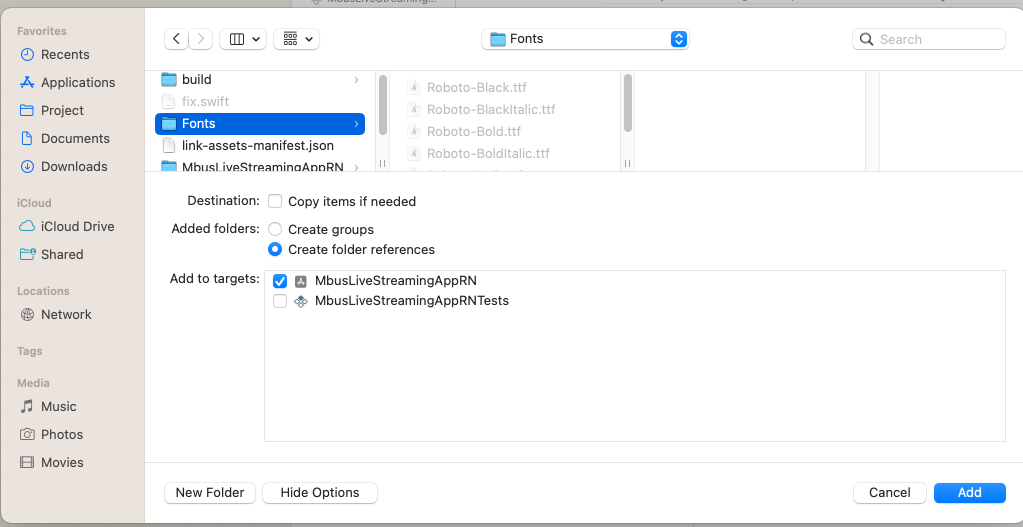 MbusLiveStreaming...
Favorites
Recents
Applications
Project
Documents
Downloads
iCloud
iCloud Drive
Shared
Locations
Network
Tags
Media
Music
Photos
Movies
Fonts
Search
build
fix.swift
Fonts
link-assets-manifest.json
MbusLiveStreamingAppRN
Roboto-Black.ttf
Roboto-BlackItalic.ttf
Roboto-Bold.ttf
Roboto-BoldItalic.ttf
Destination: Copy items if needed
Added folders: Create groups
Create folder references
Add to targets: MbusLiveStreamingAppRN
MbusLiveStreamingAppRNTests
New Folder Hide Options Cancel Add